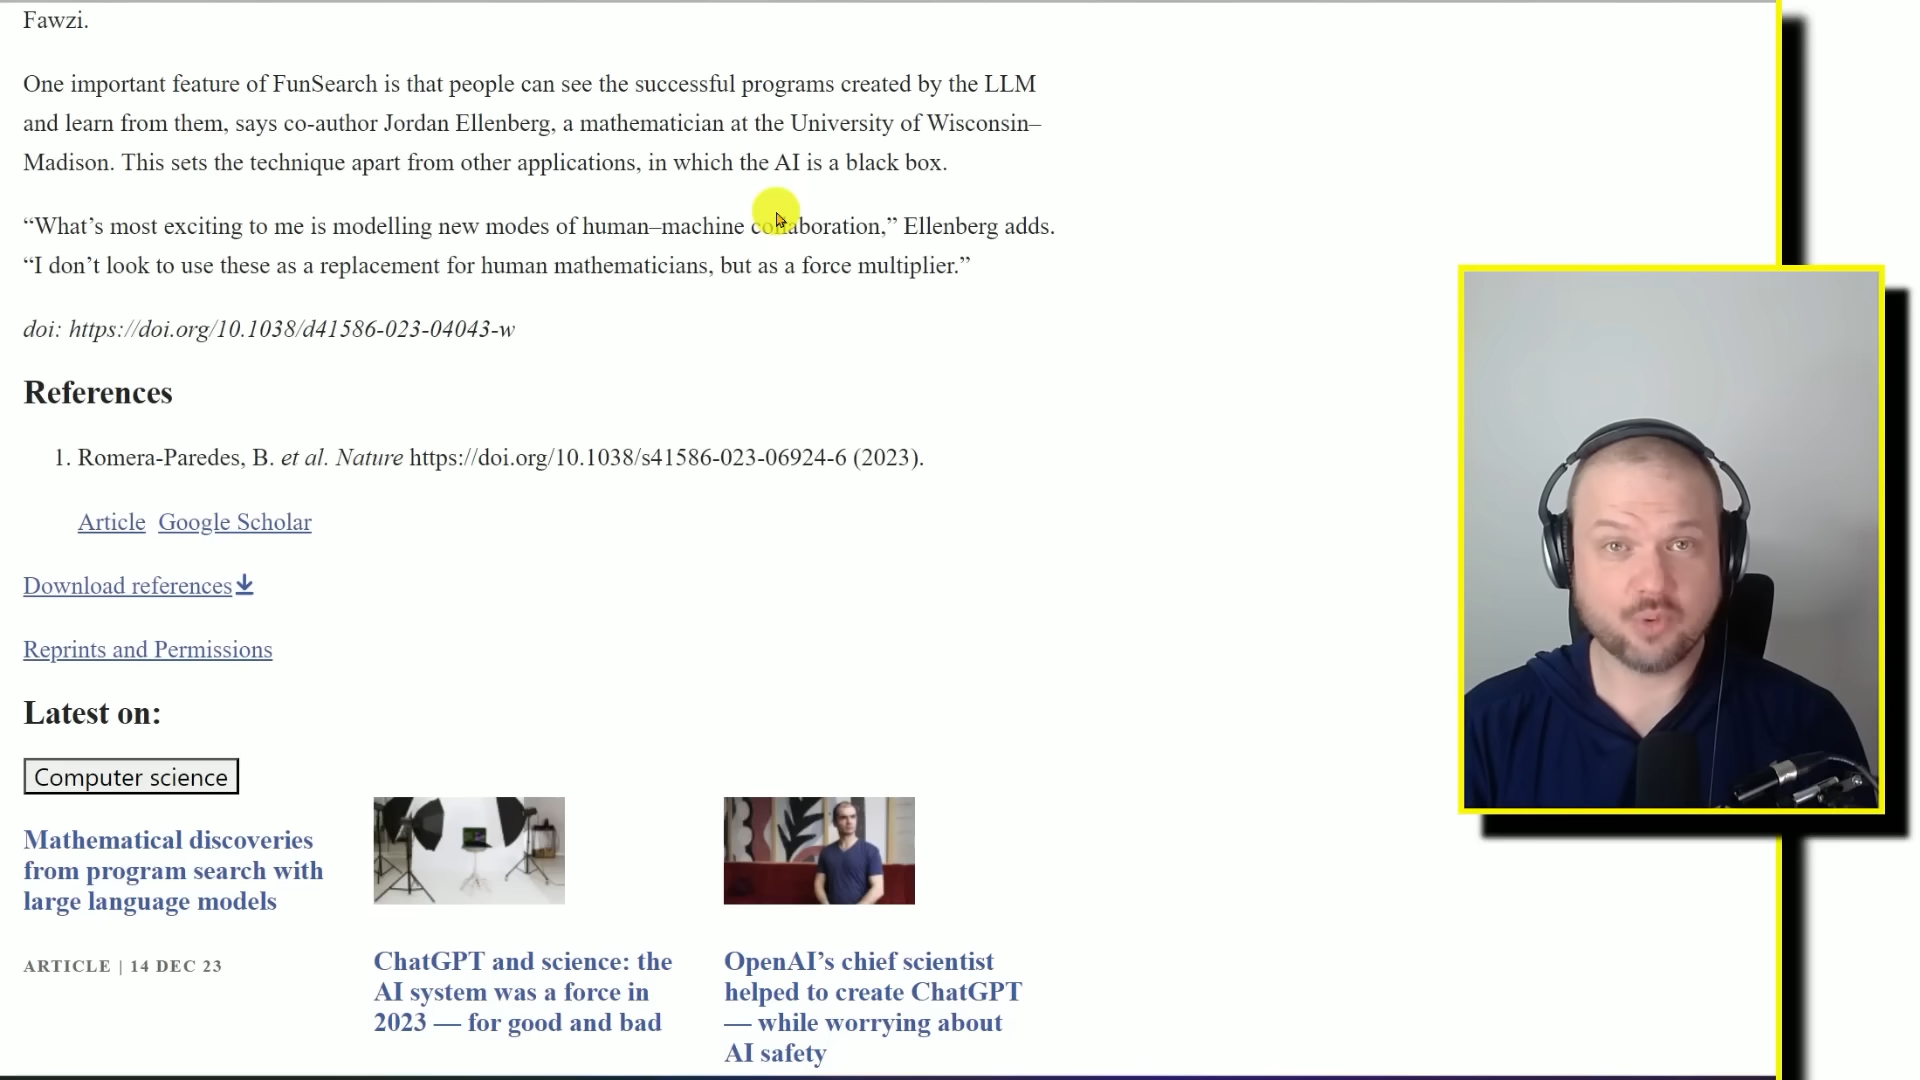 Fawzi.
One important feature of FunSearch is that people can see the successful programs created by the LLM
and learn from them, says co-author Jordan Ellenberg, a mathematician at the University of Wisconsin–
Madison. This sets the technique apart from other applications, in which the AI is a black box.
“What’s most exciting to me is modelling new modes of human–machine collaboration,” Ellenberg adds.
“I don’t look to use these as a replacement for human mathematicians, but as a force multiplier.”
doi: https://doi.org/10.1038/d41586-023-04043-w
References
1. Romera-Paredes, B. et al. Nature https://doi.org/10.1038/s41586-023-06924-6 (2023).
Article Google Scholar
Download references
Reprints and Permissions
Latest on:
Computer science
Mathematical discoveries
from program search with
large language models
ARTICLE | 14 DEC 23
ChatGPT and science: the
AI system was a force in
2023 — for good and bad
OpenAI’s chief scientist
helped to create ChatGPT
— while worrying about
AI safety